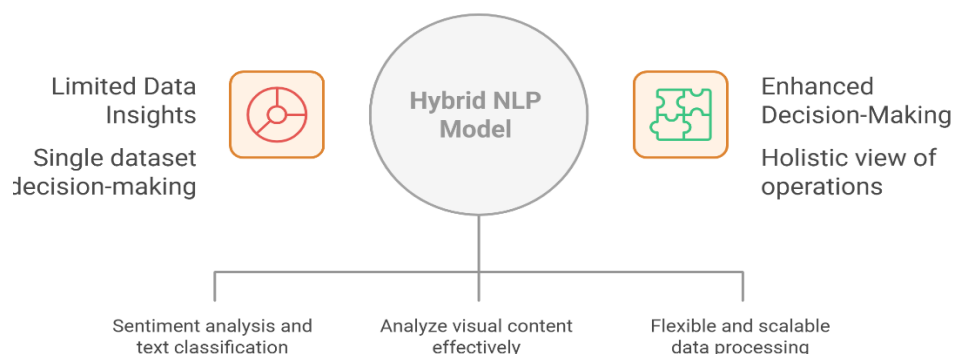 Limited Data
Insights
Single dataset
decision-making
Hybrid NLP
Model
Enhanced
Decision-Making
Holistic view of
operations
Sentiment analysis and
text classification
Analyze visual content
effectively
Flexible and scalable
data processing